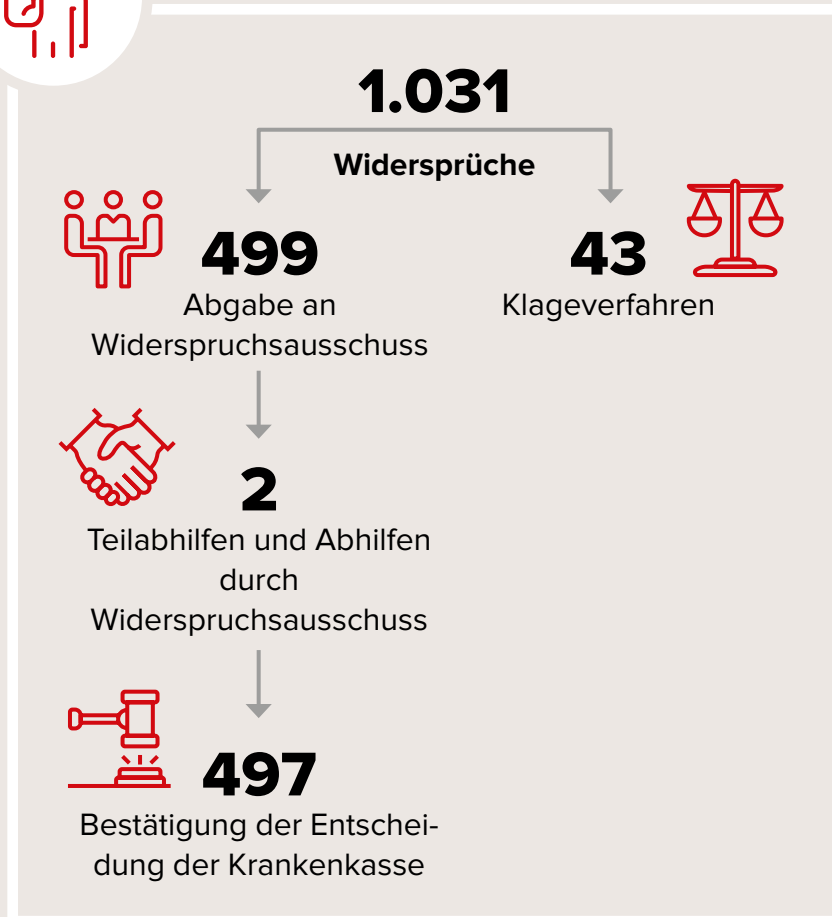 1.031
Widersprüche
499
Abgabe an
Widerspruchsausschuss
43
Klageverfahren
2
Teilabhilfen und Abhilfen
durch
Widerspruchsausschuss
497
Bestätigung der Entschei-
dung der Krankenkasse